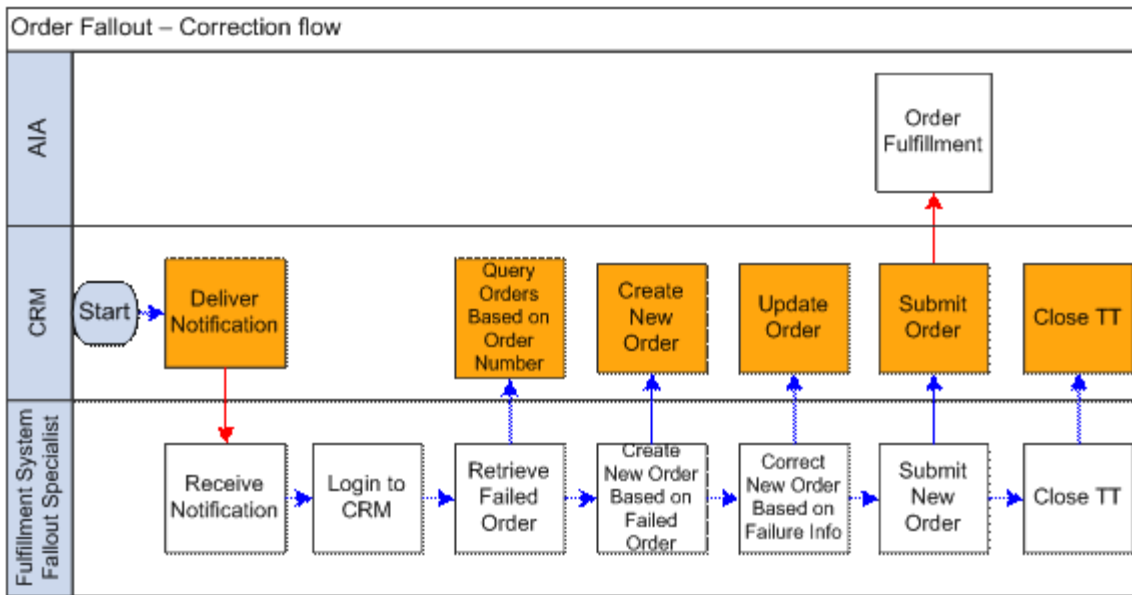 Order Fallout – Correction flow
AIA
Order
Fulfillment
CRM
Start
Deliver
Notification
Query
Orders
Based on
Order
Number
Create
New
Order
Update
Order
Submit
Order
Close TT
Fulfillment System
Fallout Specialist
Receive
Notification
Login to
CRM
Retrieve
Failed
Order
Create
New Order
Based on
Failed
Order
Correct
New Order
Based on
Failure Info
Submit
New
Order
Close TT